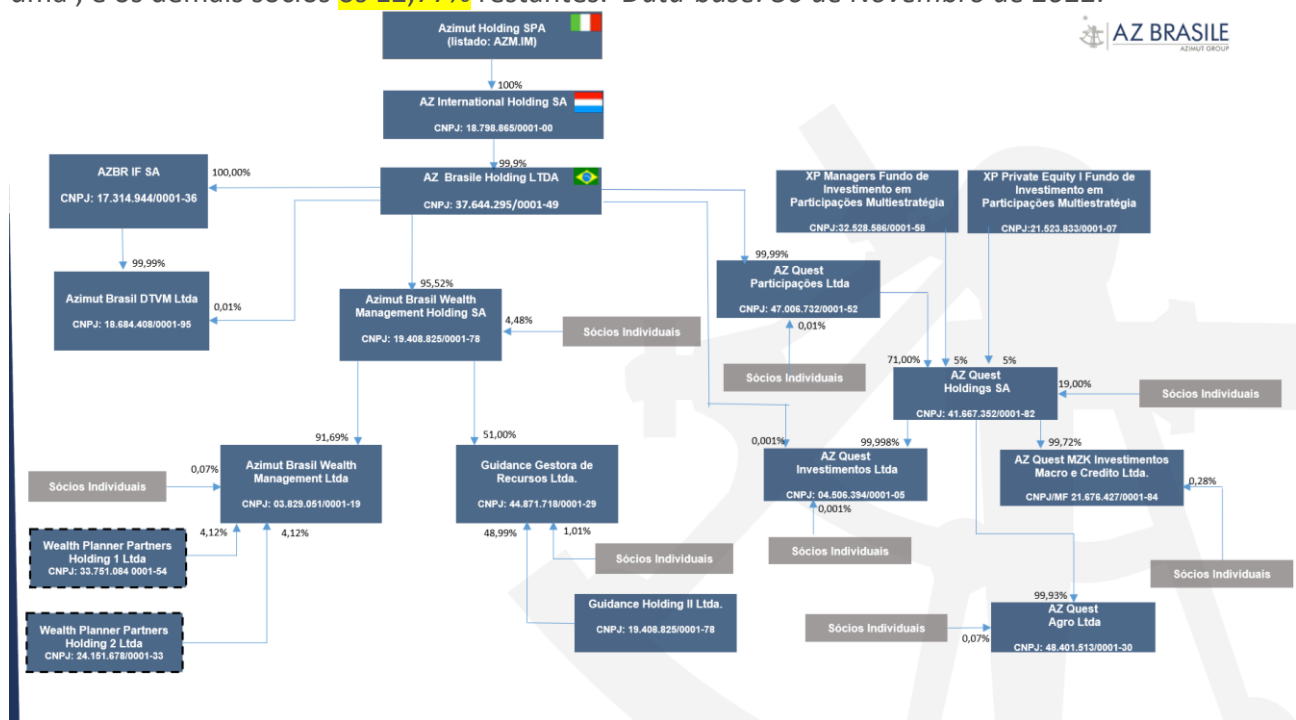 uma , e os demais sócios os 12,77% restantes. Data-base: 30 de Novembro de 2022.
AZ BRASILE
AZIMUT GROUP
Azimut Holding SPA
(listado: AZM.IM)
100%
AZ International Holding SA
CNPJ: 18.798.865/0001-00
99,9%
AZ Brasile Holding LTDA
CNPJ: 37.644.295/0001-49
AZBR IF SA
CNPJ: 17.314.944/0001-36
100,00%
XP Managers Fundo de
Investimento em
Participações Multiestratégia
CNPJ:32.528.586/0001-58
XP Private Equity I Fundo de
Investimento em
Participações Multiestratégia
CNPJ:21.523.833/0001-07
99,99%
Azimut Brasil DTVM Ltda
CNPJ: 18.684.408/0001-95
0,01%
95,52%
Azimut Brasil Wealth
Management Holding SA
CNPJ: 19.408.825/0001-78
4,48%
Sócios Individuais
99,99%
AZ Quest
Participações Ltda
CNPJ: 47.006.732/0001-52
0,01%
Sócios Individuais
71,00%
5%
5%
AZ Quest
Holdings SA
CNPJ: 41.667.352/0001-82
19,00%
Sócios Individuais
91,69%
Azimut Brasil Wealth
Management Ltda
CNPJ: 03.829.051/0001-19
0,07%
Sócios Individuais
51,00%
Guidance Gestora de
Recursos Ltda.
CNPJ: 44.871.718/0001-29
0,001%
99,998%
AZ Quest
Investimentos Ltda
CNPJ: 04.506.394/0001-05
0,001%
Sócios Individuais
99,72%
AZ Quest MZK Investimentos
Macro e Credito Ltda.
CNPJ/MF 21.676.427/0001-84
0,28%
Sócios Individuais
4,12%
4,12%
Wealth Planner Partners
Holding 1 Ltda
CNPJ: 33.751.084 0001-54
48,99%
1,01%
Sócios Individuais
Guidance Holding II Ltda.
CNPJ: 19.408.825/0001-78
Wealth Planner Partners
Holding 2 Ltda
CNPJ: 24.151.678/0001-33
99,93%
AZ Quest
Agro Ltda
CNPJ: 48.401.513/0001-30
Sócios Individuais
0,07%